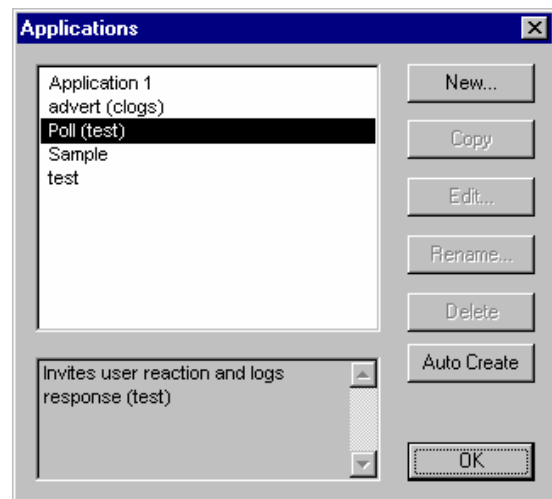 Applications
Application 1
advert (clogs)
Poll (test)
Sample
test
New...
Copy
Edit...
Rename...
Delete
Auto Create
Invites user reaction and logs
response (test)
OK